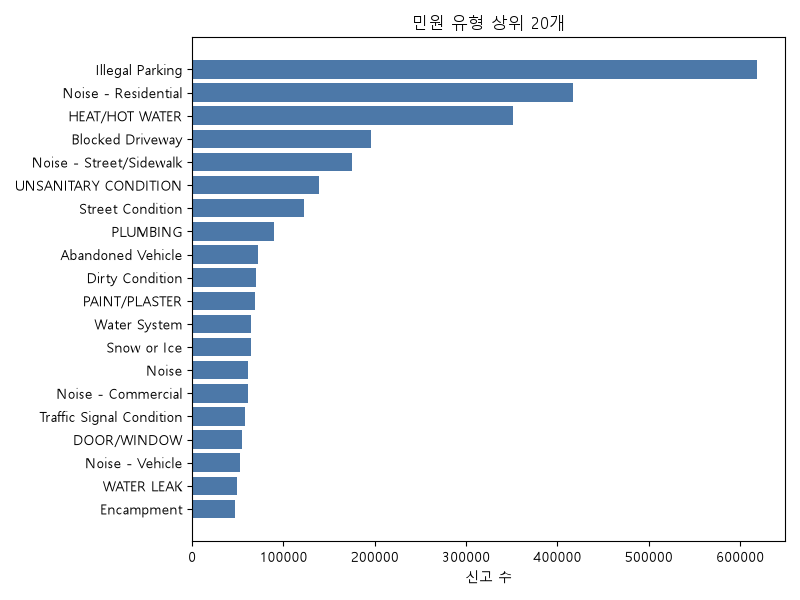 민원 유형 상위 20개
Illegal Parking
Noise - Residential
HEAT/HOT WATER
Blocked Driveway
Noise - Street/Sidewalk
UNSANITARY CONDITION
Street Condition
PLUMBING
Abandoned Vehicle
Dirty Condition
PAINT/PLASTER
Water System
Snow or Ice
Noise
Noise - Commercial
Traffic Signal Condition
DOOR/WINDOW
Noise - Vehicle
WATER LEAK
Encampment
0 100000 200000 300000 400000 500000 600000
신고 수